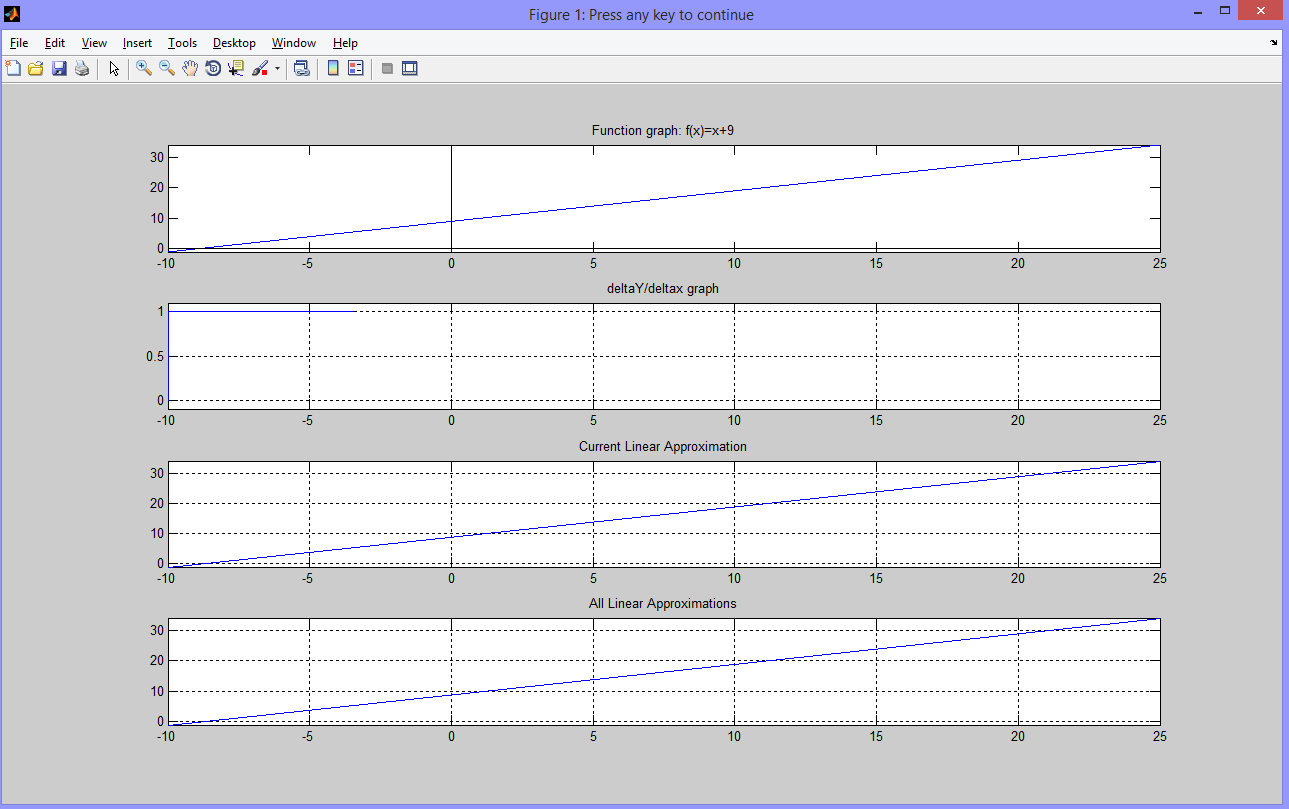 Figure 1: Press any key to continue
File Edit View Insert Tools Desktop Window Help
Function graph: f(x)=x+9
30
20
10
0
-10 -5 0 5 10 15 20 25
deltaY/deltax graph
1
0.5
0
-10 -5 0 5 10 15 20 25
Current Linear Approximation
30
20
10
0
-10 -5 0 5 10 15 20 25
All Linear Approximations
30
20
10
0
-10 -5 0 5 10 15 20 25